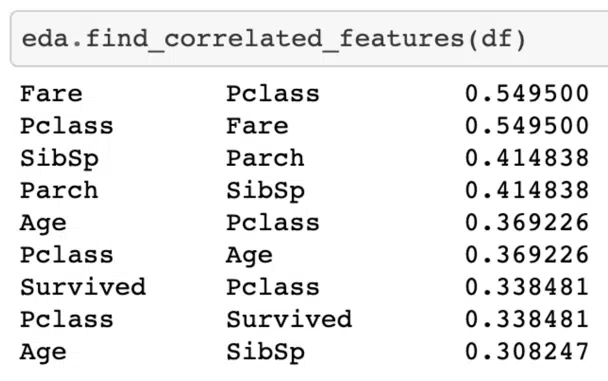 eda.find_correlated_features(df)
Fare Pclass 0.549500
Pclass Fare 0.549500
SibSp Parch 0.414838
Parch SibSp 0.414838
Age Pclass 0.369226
Pclass Age 0.369226
Survived Pclass 0.338481
Pclass Survived 0.338481
Age SibSp 0.308247